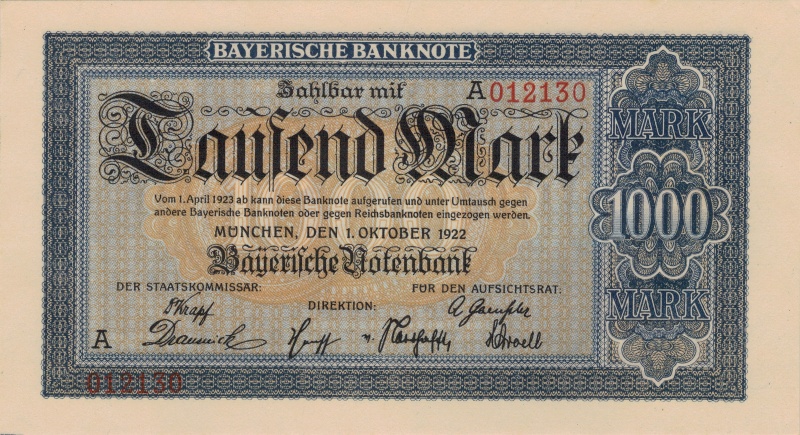 BAYERISCHE BANKNOTE
Zahlbar mit A012130
Tausend Mark
Vom 1. April 1923 ab kann diese Banknote aufgerufen und unter Umtausch gegen
andere Bayerische Banknoten oder gegen Reichsbanknoten eingezogen werden.
MÜNCHEN, DEN 1. OKTOBER 1922
Bayerische Notenbank
DER STAATSKOMMISSAR: FÜR DEN AUFSICHTSRAT:
DIREKTION:
A
012130
MARK
1000
MARK